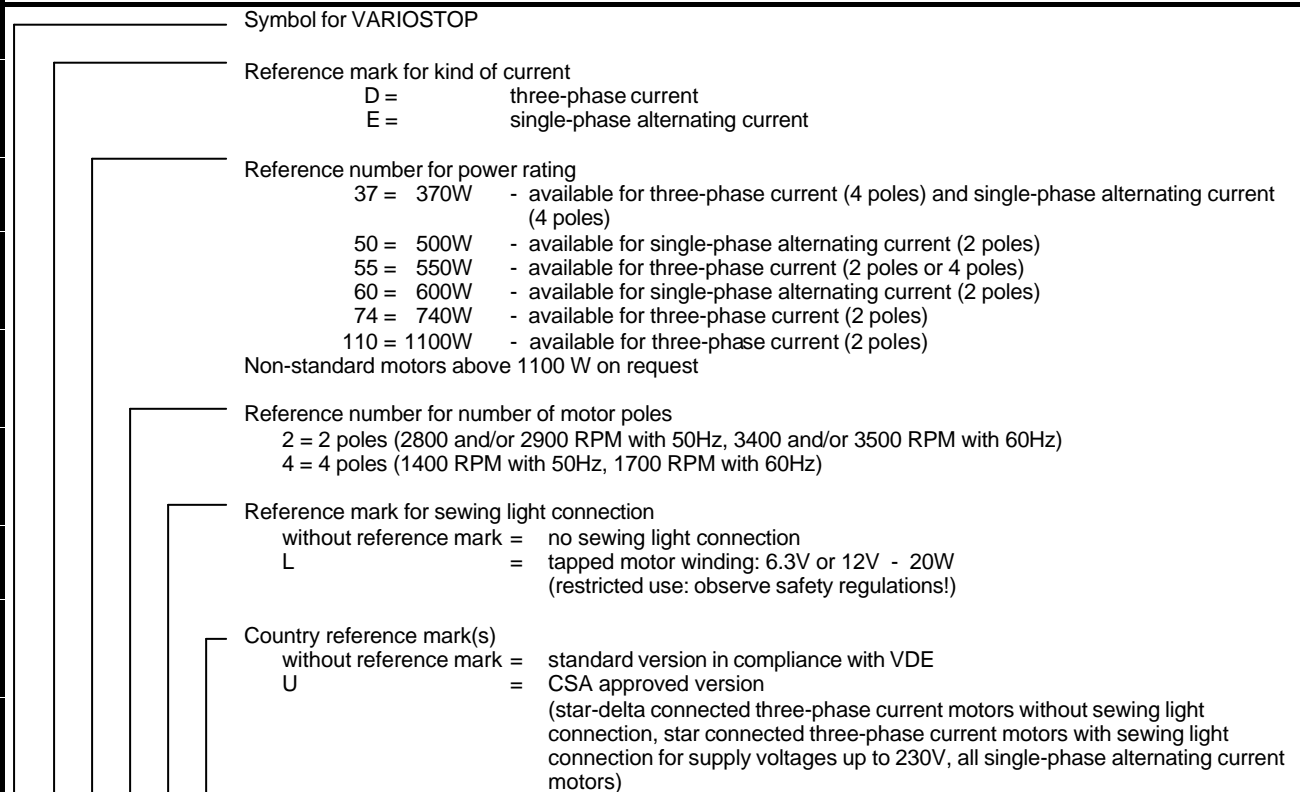 Symbol for VARIOSTOP
Reference mark for kind of current
D = three-phase current
E = single-phase alternating current
Reference number for power rating
37 = 370W - available for three-phase current (4 poles) and single-phase alternating current
(4 poles)
50 = 500W - available for single-phase alternating current (2 poles)
55 = 550W - available for three-phase current (2 poles or 4 poles)
60 = 600W - available for single-phase alternating current (2 poles)
74 = 740W - available for three-phase current (2 poles)
110 = 1100W - available for three-phase current (2 poles)
Non-standard motors above 1100 W on request
Reference number for number of motor poles
2 = 2 poles (2800 and/or 2900 RPM with 50Hz, 3400 and/or 3500 RPM with 60Hz)
4 = 4 poles (1400 RPM with 50Hz, 1700 RPM with 60Hz)
Reference mark for sewing light connection
without reference mark = no sewing light connection
L = tapped motor winding: 6.3V or 12V - 20W
(restricted use: observe safety regulations!)
Country reference mark(s)
without reference mark = standard version in compliance with VDE
U = CSA approved version
(star-delta connected three-phase current motors without sewing light
connection, star connected three-phase current motors with sewing light
connection for supply voltages up to 230V, all single-phase alternating current
motors)